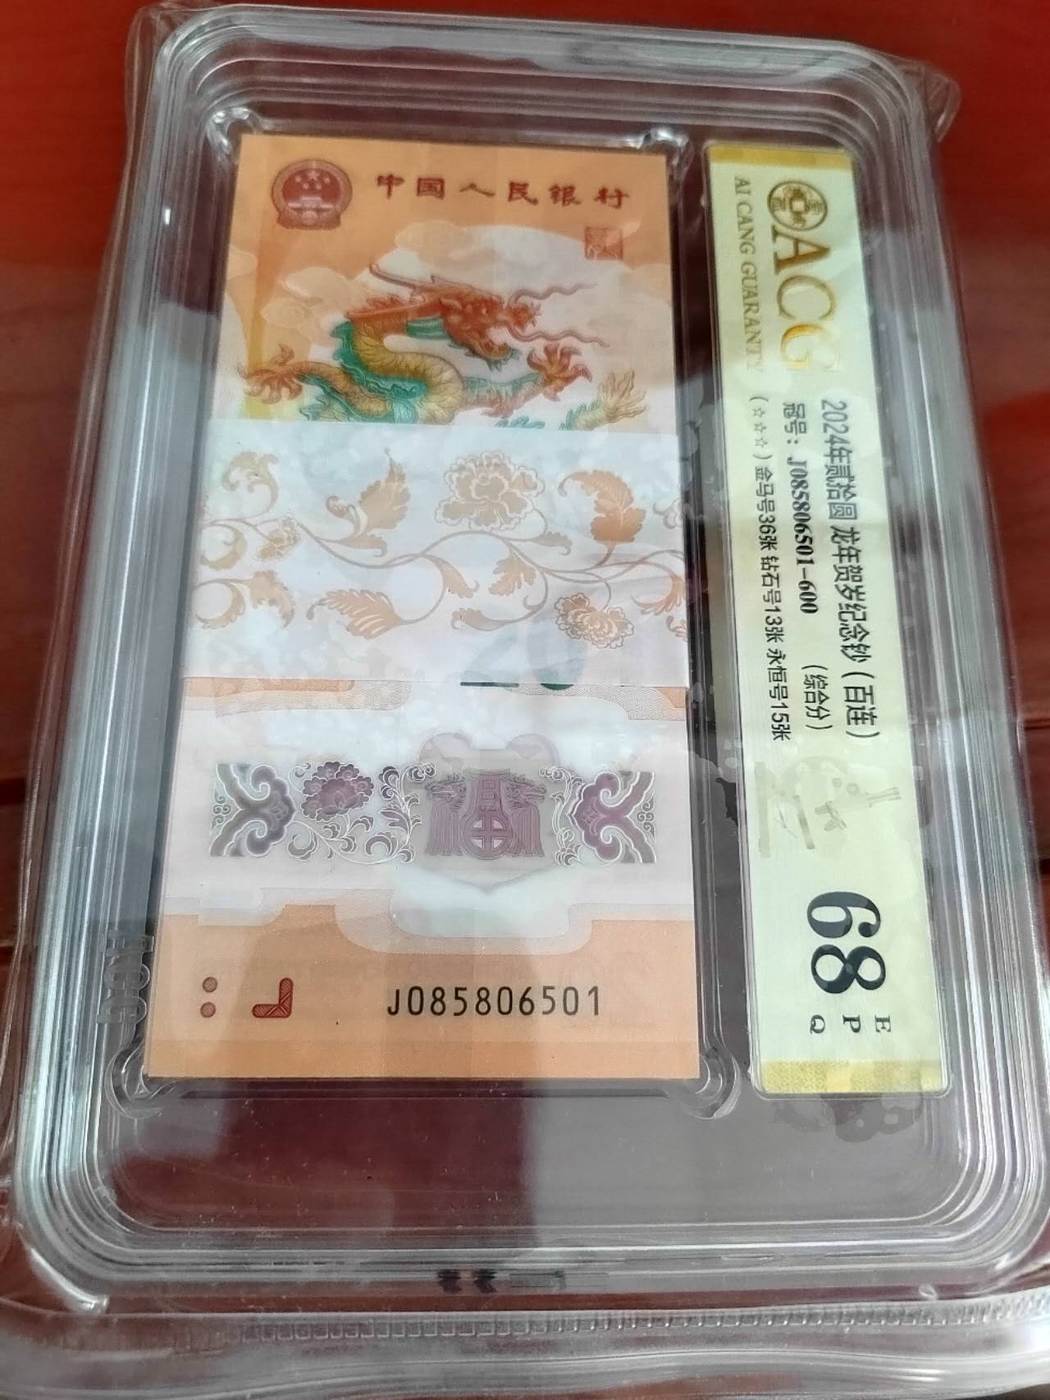 中国人民银行
20
J085806501
ACG
AI CANG GUARANTY
2024年贰拾圆 龙年贺岁纪念钞（百连）
冠号：J085806501-600 （综合分）
（☆☆☆）金马号36张 钻石号13张 永恒号15张
68
E
P
Q